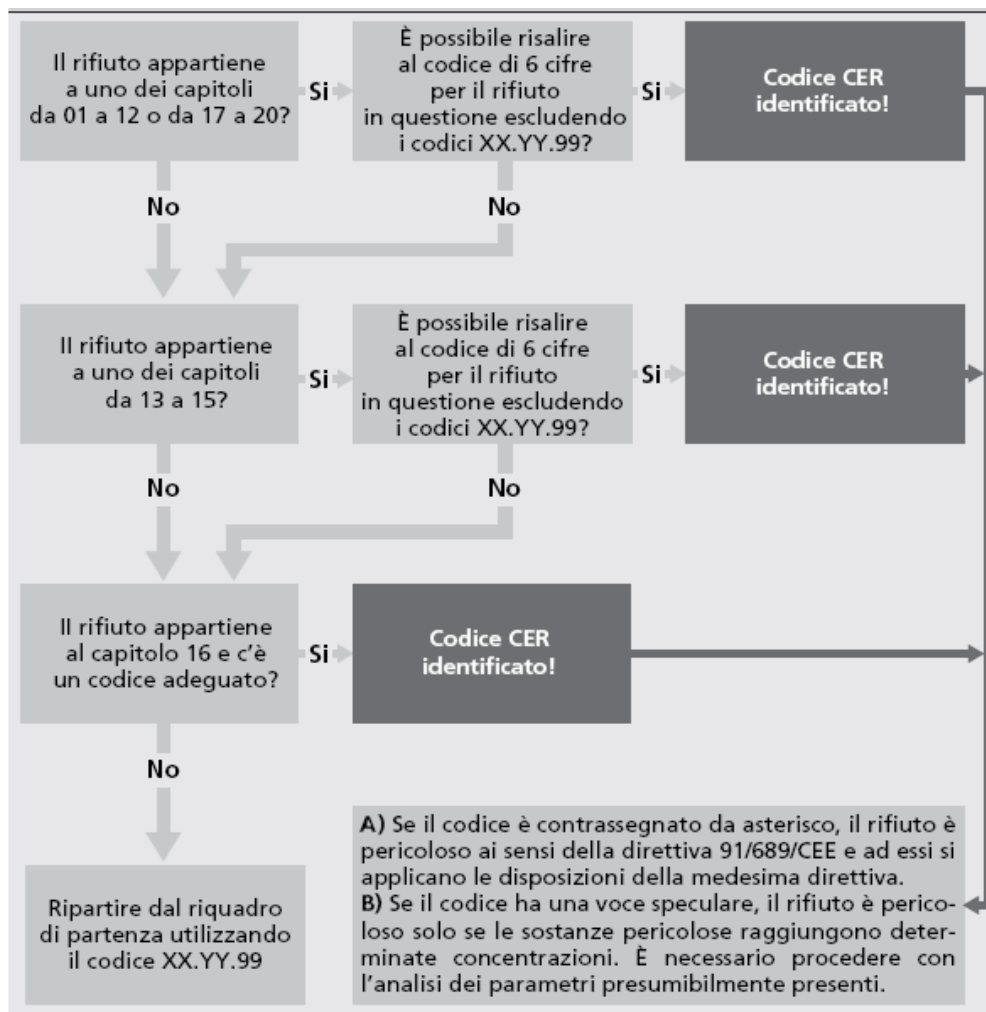 Il rifiuto appartiene
a uno dei capitoli
da 01 a 12 o da 17 a 20?
Si
È possibile risalire
al codice di 6 cifre
per il rifiuto
in questione escludendo
i codici XX.YY.99?
Si
Codice CER
identificato!
No
No
Il rifiuto appartiene
a uno dei capitoli
da 13 a 15?
Si
È possibile risalire
al codice di 6 cifre
per il rifiuto
in questione escludendo
i codici XX.YY.99?
Si
Codice CER
identificato!
No
No
Il rifiuto appartiene
al capitolo 16 e c'è
un codice adeguato?
Si
Codice CER
identificato!
No
Ripartire dal riquadro
di partenza utilizzando
il codice XX.YY.99
A) Se il codice è contrassegnato da asterisco, il rifiuto è
pericoloso ai sensi della direttiva 91/689/CEE e ad essi si
applicano le disposizioni della medesima direttiva.
B) Se il codice ha una voce speculare, il rifiuto è perico-
loso solo se le sostanze pericolose raggiungono deter-
minate concentrazioni. È necessario procedere con
l'analisi dei parametri presumibilmente presenti.